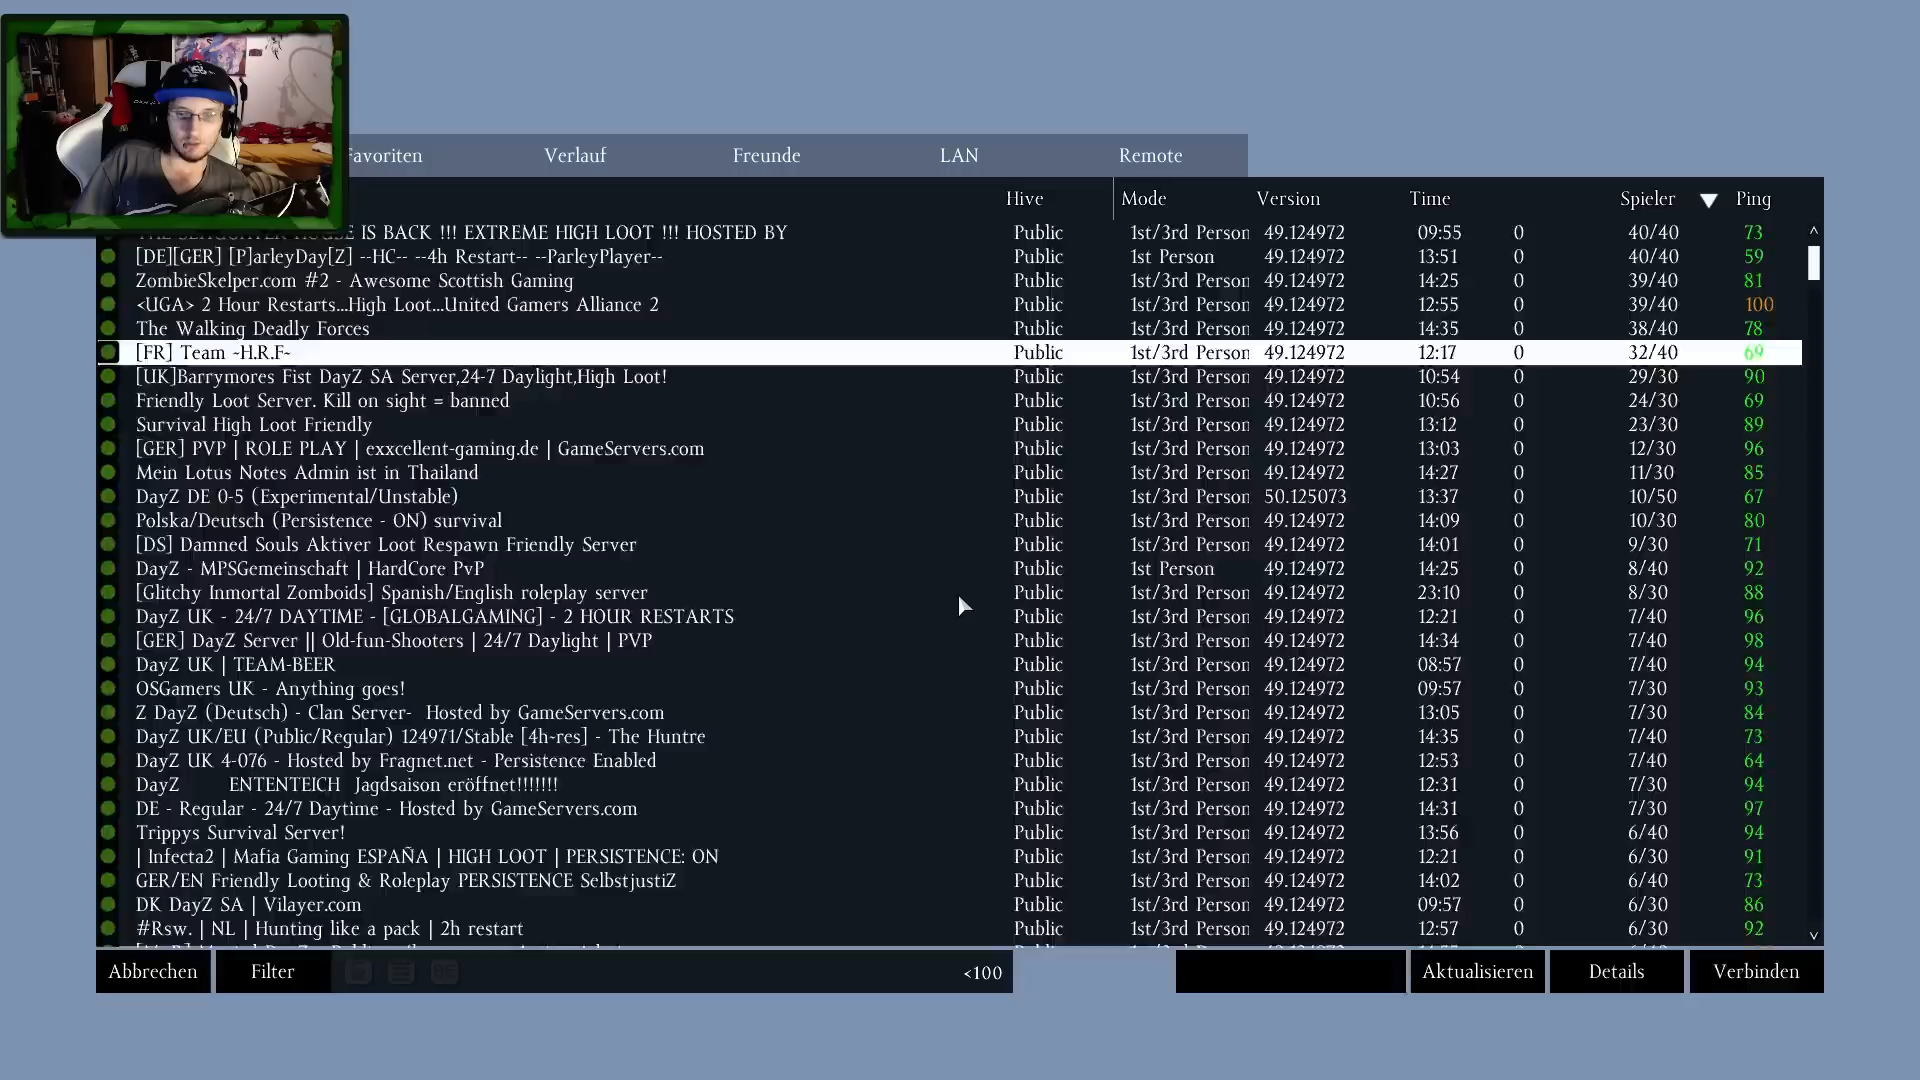 Favoriten Verlauf Freunde LAN Remote
Hive Mode Version Time Spieler Ping
IS BACK !!! EXTREME HIGH LOOT !!! HOSTED BY Public 1st/3rd Person 49.124972 09:55 0 40/40 73
[DE][GER] [P]arleyDay[Z] --HC-- --4h Restart-- --ParleyPlayer-- Public 1st Person 49.124972 13:51 0 40/40 59
ZombieSkelper.com #2 - Awesome Scottish Gaming Public 1st/3rd Person 49.124972 14:25 0 39/40 81
<UGA> 2 Hour Restarts...High Loot...United Gamers Alliance 2 Public 1st/3rd Person 49.124972 12:55 0 39/40 100
The Walking Deadly Forces Public 1st/3rd Person 49.124972 14:35 0 38/40 78
[FR] Team ~H.R.F~ Public 1st/3rd Person 49.124972 12:17 0 32/40 69
[UK]Barrymores Fist DayZ SA Server,24-7 Daylight,High Loot! Public 1st/3rd Person 49.124972 10:54 0 29/30 90
Friendly Loot Server. Kill on sight = banned Public 1st/3rd Person 49.124972 10:56 0 24/30 69
Survival High Loot Friendly Public 1st/3rd Person 49.124972 13:12 0 23/30 89
[GER] PVP | ROLE PLAY | exxcellent-gaming.de | GameServers.com Public 1st/3rd Person 49.124972 13:03 0 12/30 96
Mein Lotus Notes Admin ist in Thailand Public 1st/3rd Person 49.124972 14:27 0 11/30 85
DayZ DE 0-5 (Experimental/Unstable) Public 1st/3rd Person 50.125073 13:37 0 10/50 67
Polska/Deutsch (Persistence - ON) survival Public 1st/3rd Person 49.124972 14:09 0 10/30 80
[DS] Damned Souls Aktiver Loot Respawn Friendly Server Public 1st/3rd Person 49.124972 14:01 0 9/30 71
DayZ - MPSGemeinschaft | HardCore PvP Public 1st Person 49.124972 14:25 0 8/40 92
[Glitchy Inmortal Zomboids] Spanish/English roleplay server Public 1st/3rd Person 49.124972 23:10 0 8/30 88
DayZ UK - 24/7 DAYTIME - [GLOBALGAMING] - 2 HOUR RESTARTS Public 1st/3rd Person 49.124972 12:21 0 7/40 96
[GER] DayZ Server || Old-fun-Shooters | 24/7 Daylight | PVP Public 1st/3rd Person 49.124972 14:34 0 7/40 98
DayZ UK | TEAM-BEER Public 1st/3rd Person 49.124972 08:57 0 7/40 94
OSGamers UK - Anything goes! Public 1st/3rd Person 49.124972 09:57 0 7/30 93
Z DayZ (Deutsch) - Clan Server- Hosted by GameServers.com Public 1st/3rd Person 49.124972 13:05 0 7/30 84
DayZ UK/EU (Public/Regular) 124971/Stable [4h-res] - The Huntre Public 1st/3rd Person 49.124972 14:35 0 7/40 73
DayZ UK 4-076 - Hosted by Fragnet.net - Persistence Enabled Public 1st/3rd Person 49.124972 12:53 0 7/40 64
DayZ ENTENTEICH Jagdsaison eröffnet!!!!!!! Public 1st/3rd Person 49.124972 12:31 0 7/30 94
DE - Regular - 24/7 Daytime - Hosted by GameServers.com Public 1st/3rd Person 49.124972 14:31 0 7/30 97
Trippys Survival Server! Public 1st/3rd Person 49.124972 13:56 0 6/40 94
| Infecta2 | Mafia Gaming ESPAÑA | HIGH LOOT | PERSISTENCE: ON Public 1st/3rd Person 49.124972 12:21 0 6/30 91
GER/EN Friendly Looting & Roleplay PERSISTENCE SelbstjustiZ Public 1st/3rd Person 49.124972 14:02 0 6/40 73
DK DayZ SA | Vilayer.com Public 1st/3rd Person 49.124972 09:57 0 6/30 86
#Rsw. | NL | Hunting like a pack | 2h restart Public 1st/3rd Person 49.124972 12:57 0 6/30 92
Abbrechen Filter <100 Aktualisieren Details Verbinden